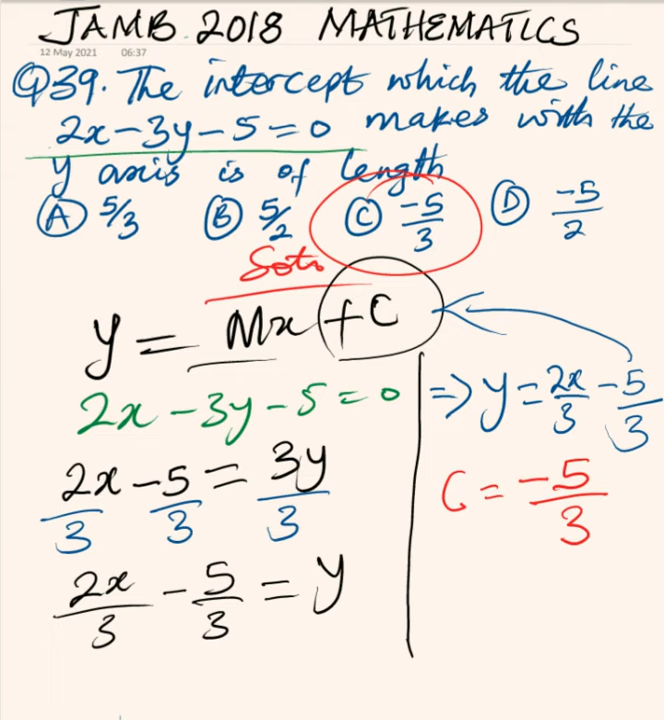 JAMB 2018 MATHEMATICS
12 May 2021 06:37
Q39. The intercept which the line
2x-3y-5=0 makes with the
y axis is of length
(A) 5/3 (B) 5/2 (C) -5/3 (D) -5/2
Soln
y = Mx + C
2x-3y-5=0
2x/3 - 5/3 = 3y/3
2x/3 - 5/3 = y
=> y = 2x/3 - 5/3
C = -5/3